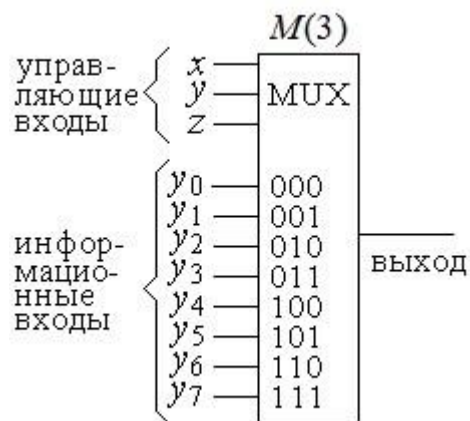 M(3)
управ-
ляющие
входы
x
y
z
MUX
инфор-
мацио-
нные
входы
y0 000
y1 001
y2 010
y3 011
y4 100
y5 101
y6 110
y7 111
выход